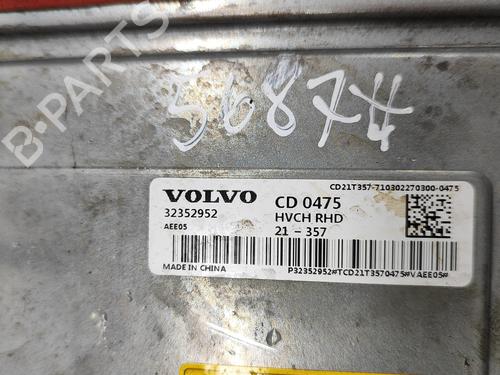 B-PARTS
5687H
CD21T357-710302270300-0475
VOLVO CD 0475
32352952 HVCH RHD
AEE05 21 - 357
MADE IN CHINA P32352952#TCD21T3570475#VAEE05#